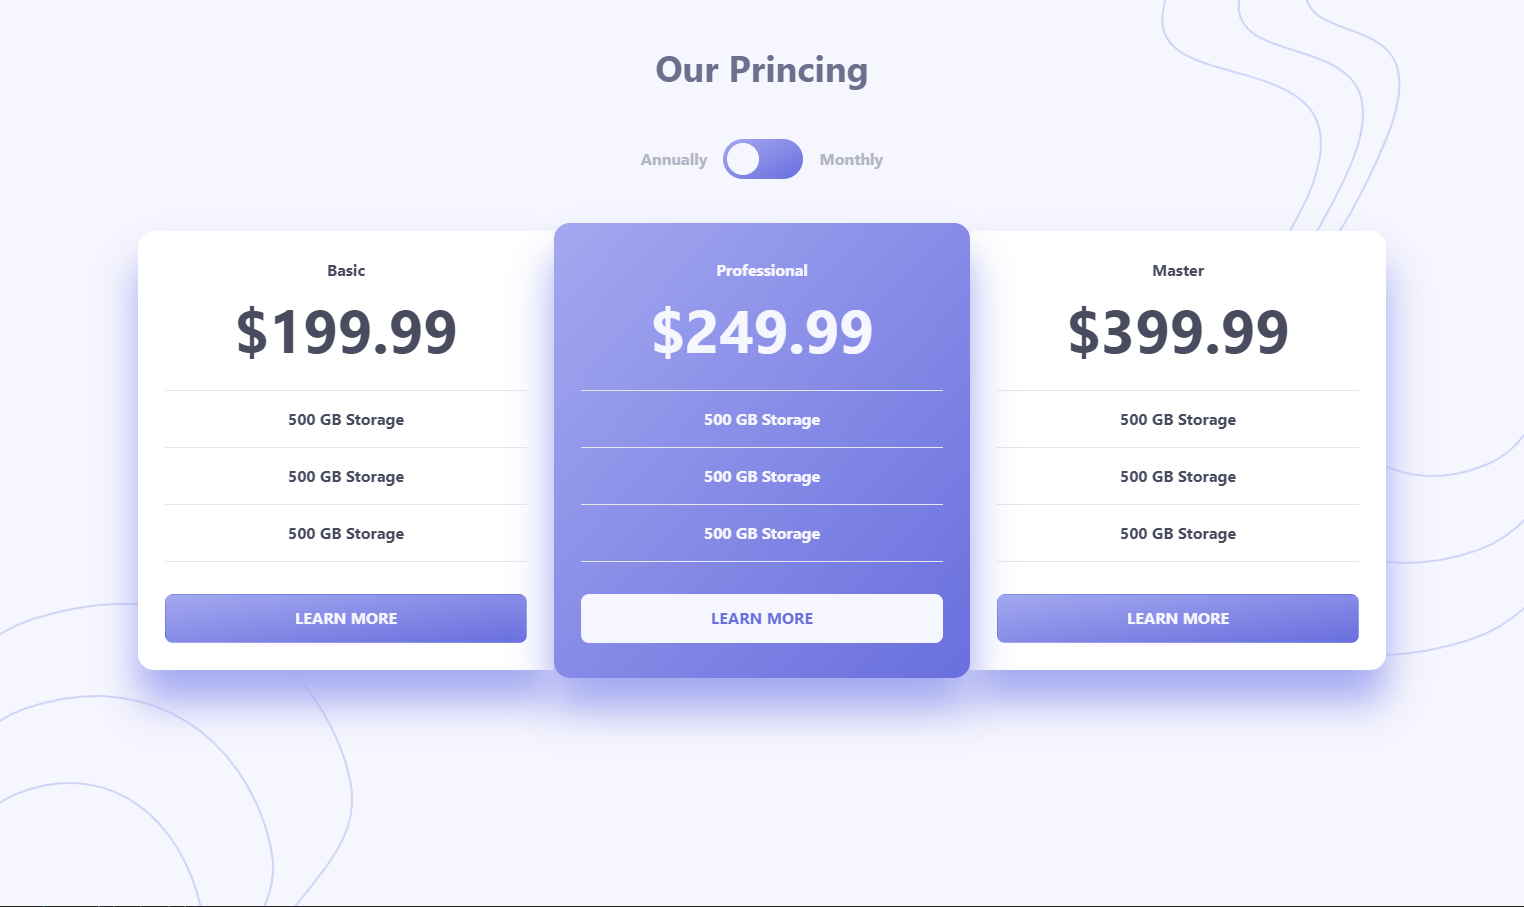 Our Princing
Annually
Monthly
Basic
$199.99
500 GB Storage
500 GB Storage
500 GB Storage
LEARN MORE
Professional
$249.99
500 GB Storage
500 GB Storage
500 GB Storage
LEARN MORE
Master
$399.99
500 GB Storage
500 GB Storage
500 GB Storage
LEARN MORE